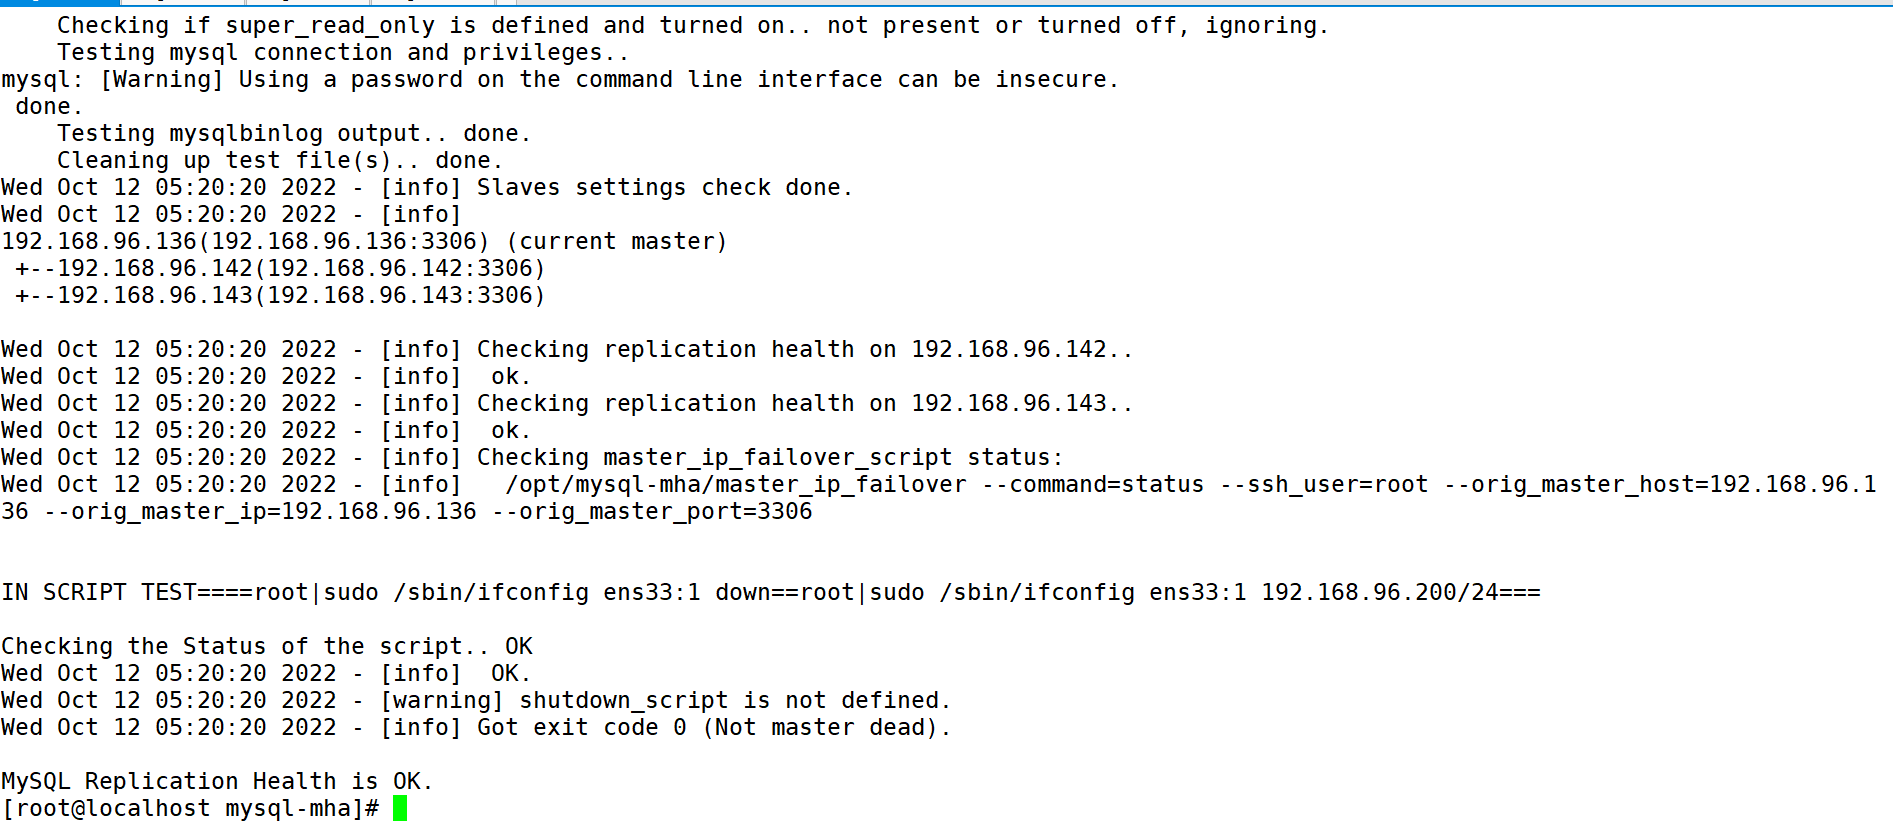 Checking if super_read_only is defined and turned on.. not present or turned off, ignoring.
    Testing mysql connection and privileges..
mysql: [Warning] Using a password on the command line interface can be insecure.
 done.
    Testing mysqlbinlog output.. done.
    Cleaning up test file(s).. done.
Wed Oct 12 05:20:20 2022 - [info] Slaves settings check done.
Wed Oct 12 05:20:20 2022 - [info]
192.168.96.136(192.168.96.136:3306) (current master)
 +--192.168.96.142(192.168.96.142:3306)
 +--192.168.96.143(192.168.96.143:3306)

Wed Oct 12 05:20:20 2022 - [info] Checking replication health on 192.168.96.142..
Wed Oct 12 05:20:20 2022 - [info]  ok.
Wed Oct 12 05:20:20 2022 - [info] Checking replication health on 192.168.96.143..
Wed Oct 12 05:20:20 2022 - [info]  ok.
Wed Oct 12 05:20:20 2022 - [info] Checking master_ip_failover_script status:
Wed Oct 12 05:20:20 2022 - [info]   /opt/mysql-mha/master_ip_failover --command=status --ssh_user=root --orig_master_host=192.168.96.1
36 --orig_master_ip=192.168.96.136 --orig_master_port=3306

IN SCRIPT TEST====root|sudo /sbin/ifconfig ens33:1 down==root|sudo /sbin/ifconfig ens33:1 192.168.96.200/24===

Checking the Status of the script.. OK
Wed Oct 12 05:20:20 2022 - [info]  OK.
Wed Oct 12 05:20:20 2022 - [warning] shutdown_script is not defined.
Wed Oct 12 05:20:20 2022 - [info] Got exit code 0 (Not master dead).

MySQL Replication Health is OK.
[root@localhost mysql-mha]#